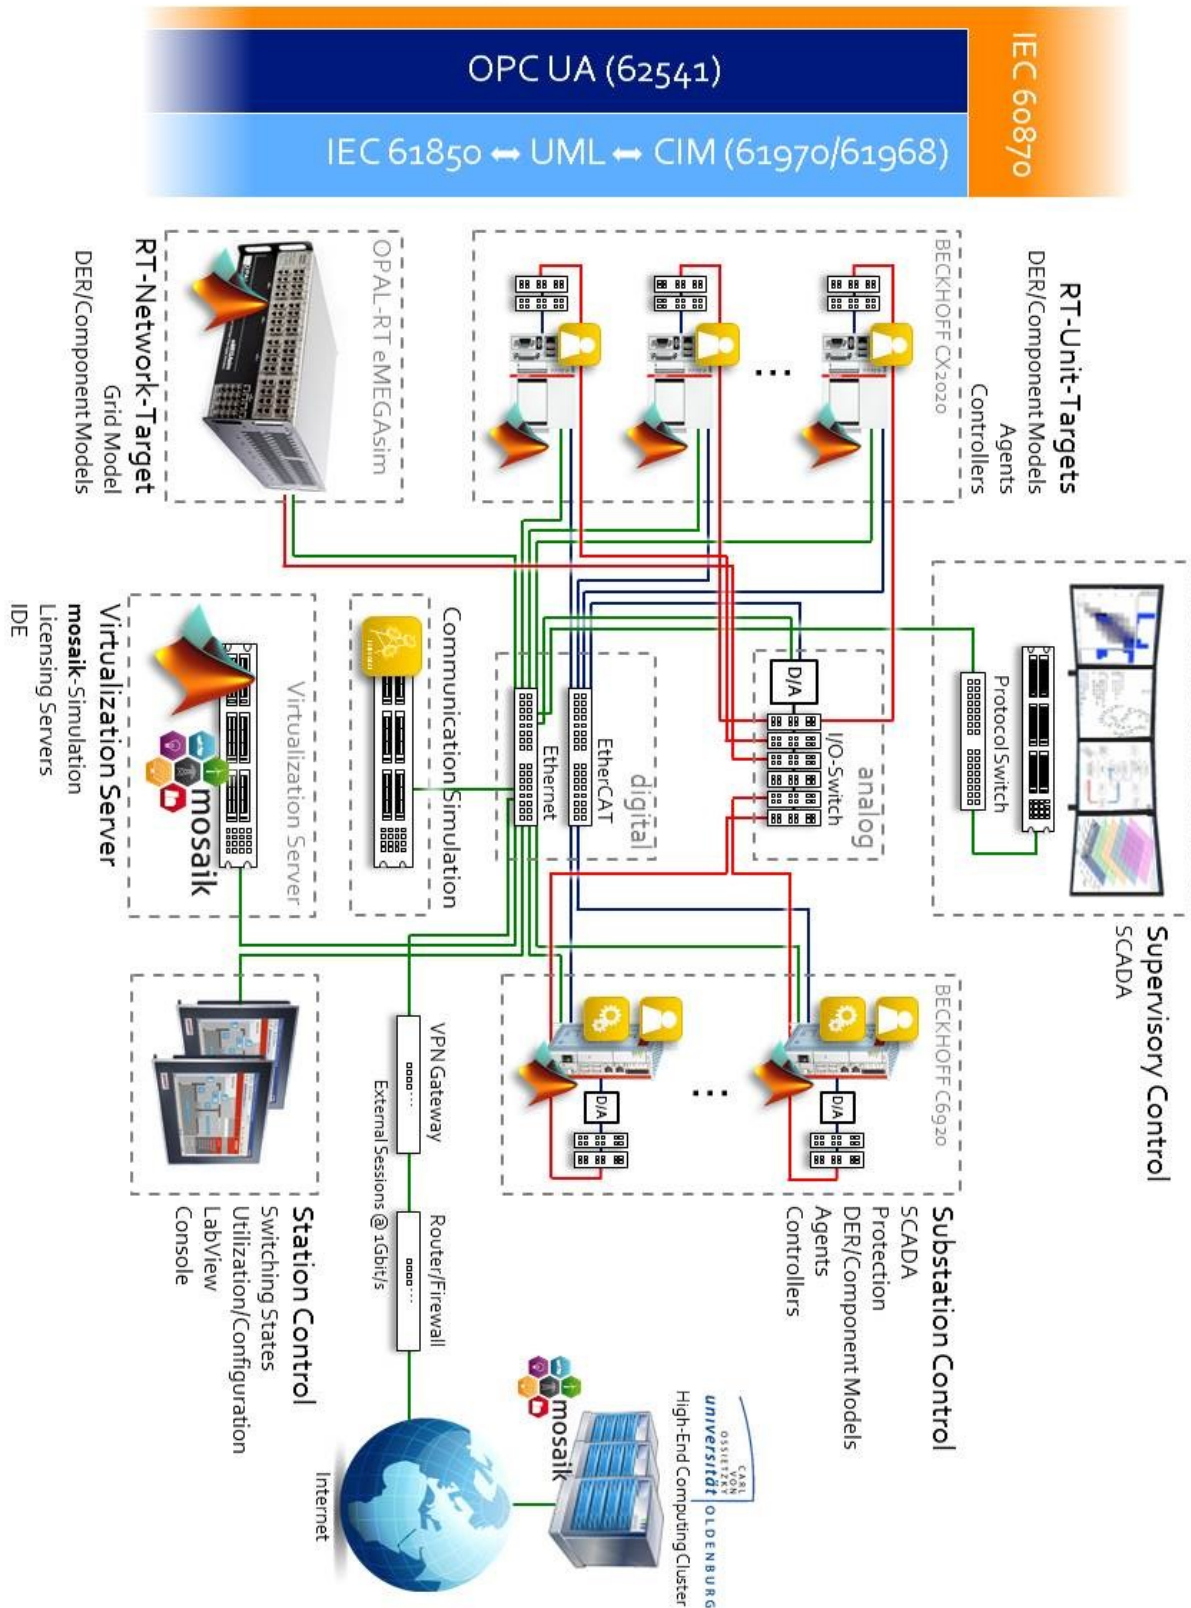 IEC 60870
OPC UA (62541)
IEC 61850 ⇔ UML ⇔ CIM (61970/61968)
Supervisory Control
SCADA
Protocol Switch
RT-Unit-Targets
DER/Component Models
Agents
Controllers
BECKHOFF CX2020
...
analog
I/O-Switch
D/A
Substation Control
SCADA
Protection
DER/Component Models
Agents
Controllers
BECKHOFF C6920
D/A
...
D/A
digital
EtherCAT
Ethernet
RT-Network-Target
Grid Model
DER/Component Models
OPAL-RT eMEGAsim
Communication Simulation
Virtualization Server
Virtualization Server
mosaik-Simulation
Licensing Servers
IDE
mosaik
VPN Gateway
Router/Firewall
External Sessions @ 1Gbit/s
Station Control
Switching States
Utilization/Configuration
LabView
Console
Internet
mosaik
High-End Computing Cluster
CARL
VON
OSSIETZKY
universität OLDENBURG